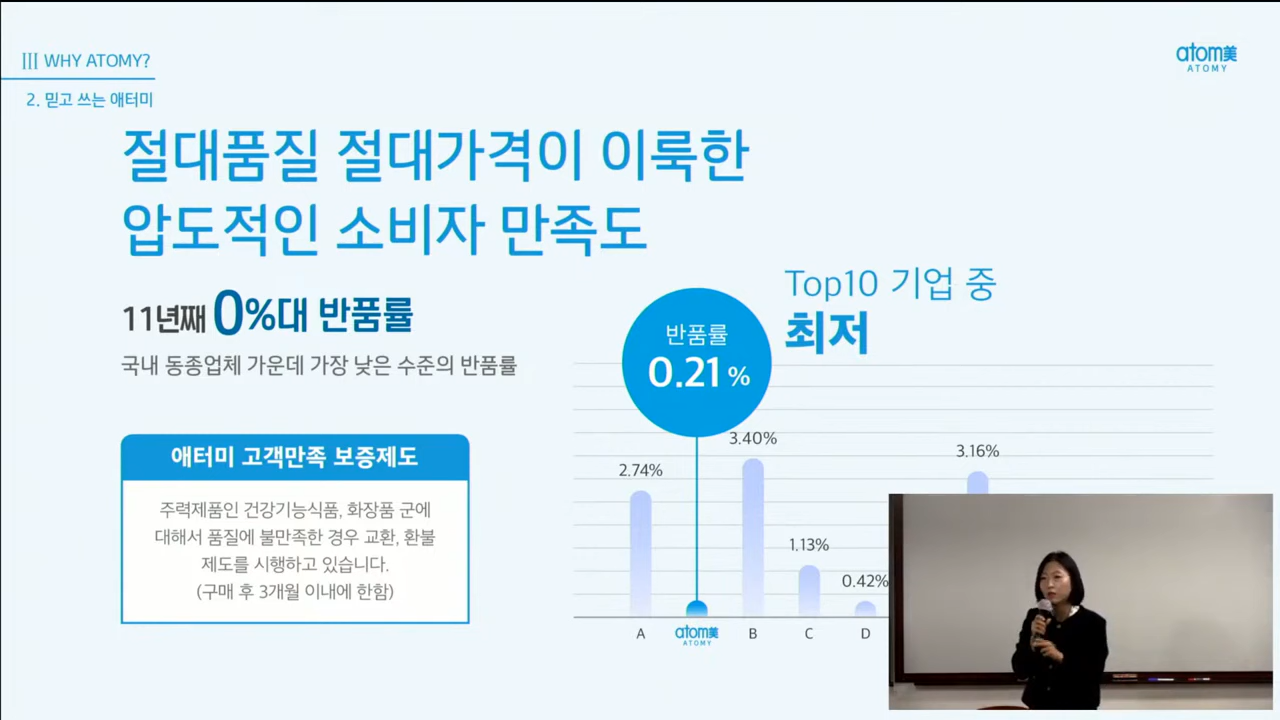 III WHY ATOMY?
2. 믿고 쓰는 애터미
atom美
ATOMY
절대품질 절대가격이 이룩한
압도적인 소비자 만족도
11년째 0%대 반품률
국내 동종업체 가운데 가장 낮은 수준의 반품률
애터미 고객만족 보증제도
주력제품인 건강기능식품, 화장품 군에
대해서 품질에 불만족한 경우 교환, 환불
제도를 시행하고 있습니다.
(구매 후 3개월 이내에 한함)
Top10 기업 중
최저
반품률
0.21%
2.74%
3.40%
1.13%
0.42%
3.16%
A
atom美
ATOMY
B
C
D